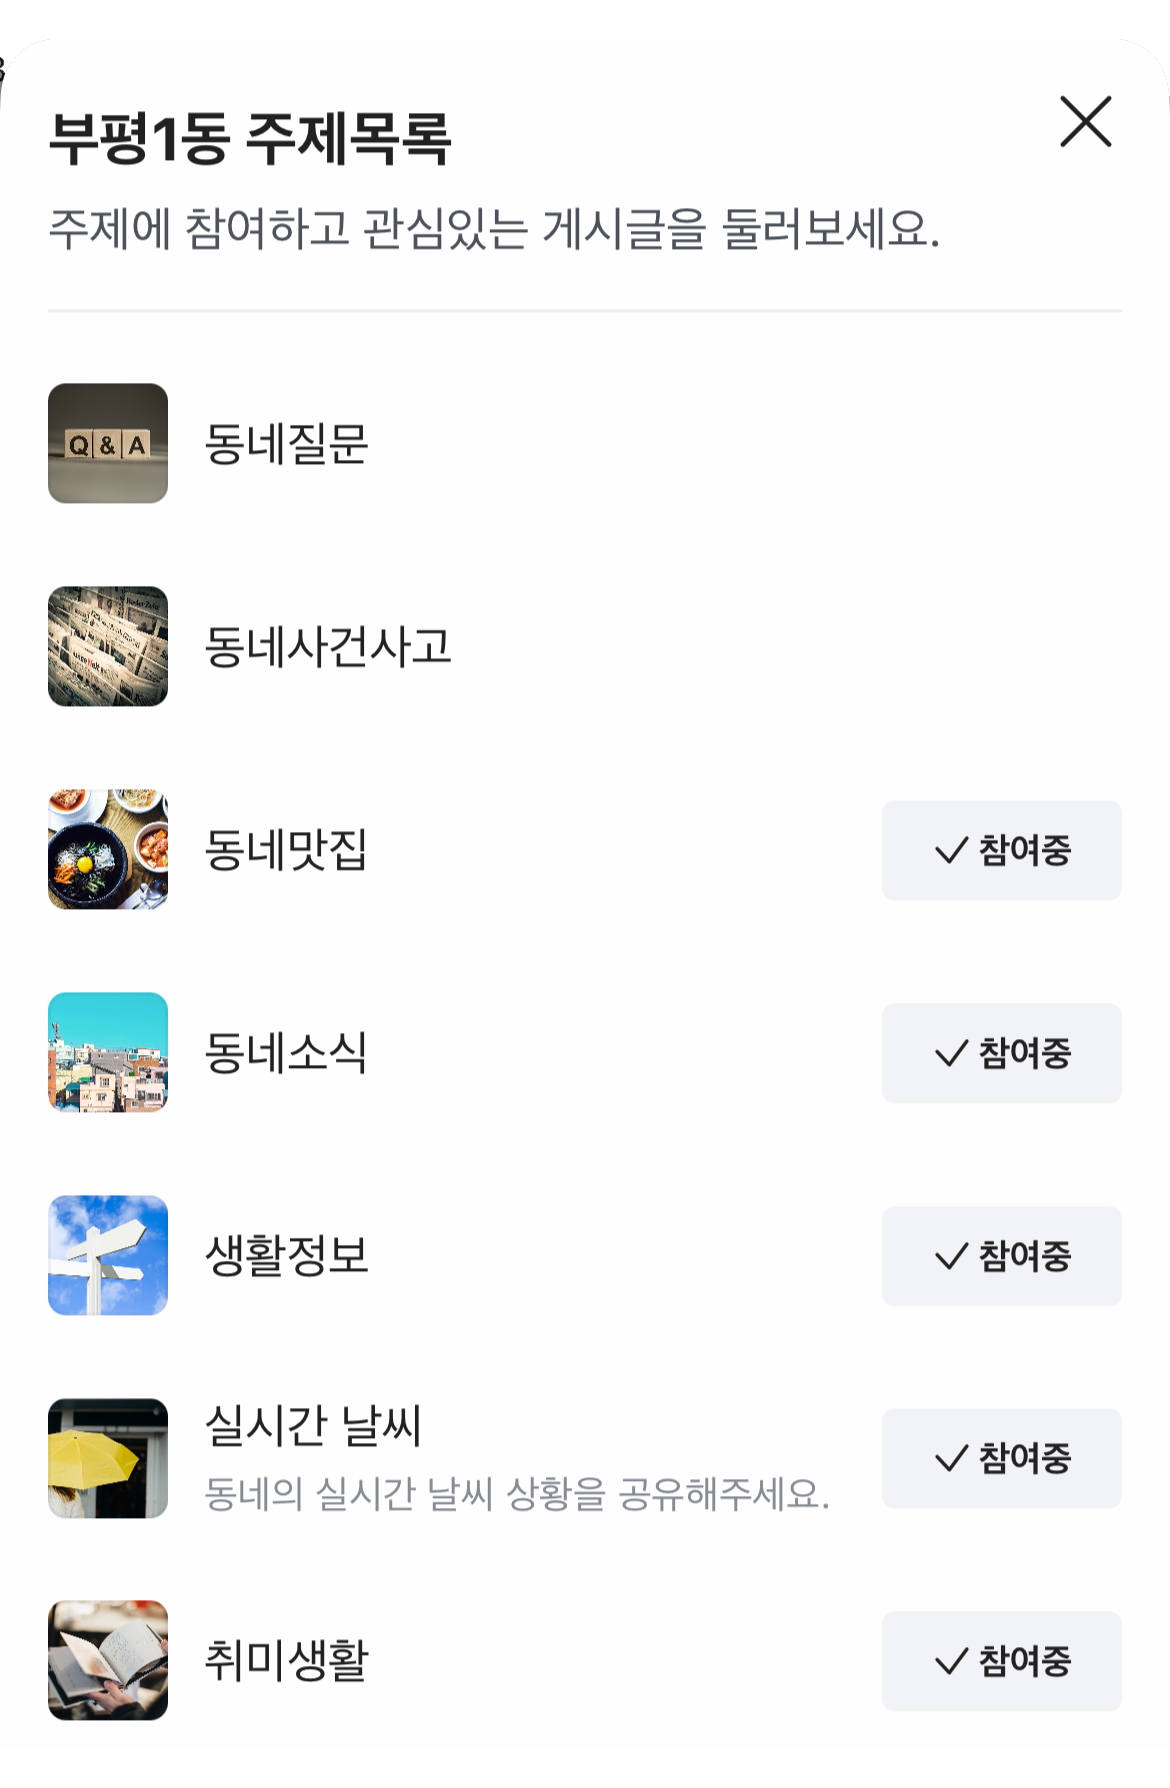 부평1동 주제목록
주제에 참여하고 관심있는 게시글을 둘러보세요.
Q & A
동네질문
동네사건사고
동네맛집
참여중
동네소식
참여중
생활정보
참여중
실시간 날씨
동네의 실시간 날씨 상황을 공유해주세요.
참여중
취미생활
참여중